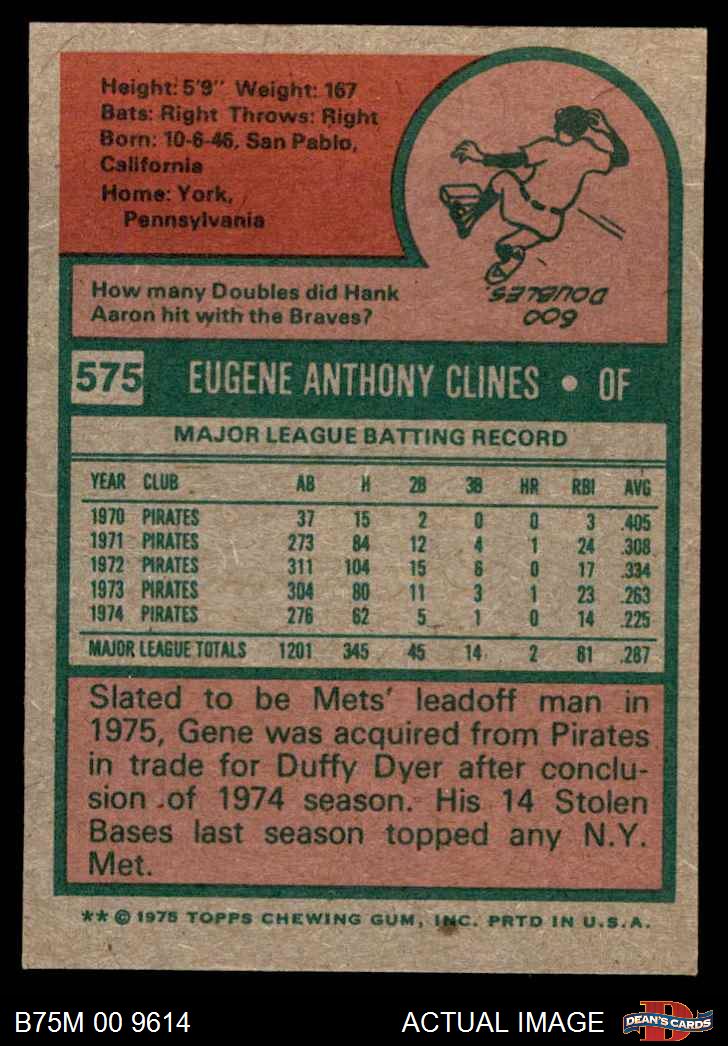 Height: 5'9" Weight: 167
Bats: Right Throws: Right
Born: 10-6-46, San Pablo,
California
Home: York,
Pennsylvania
How many Doubles did Hank
Aaron hit with the Braves?
600
DOUBLES.
575 EUGENE ANTHONY CLINES • OF
MAJOR LEAGUE BATTING RECORD
YEAR CLUB AB H 2B 3B HR RBI AVG
1970 PIRATES 37 15 2 0 0 3 .405
1971 PIRATES 273 84 12 4 1 24 .308
1972 PIRATES 311 104 15 6 0 17 .334
1973 PIRATES 304 80 11 3 1 23 .263
1974 PIRATES 276 62 5 1 0 14 .225
MAJOR LEAGUE TOTALS 1201 345 45 14 2 81 .287
Slated to be Mets' leadoff man in
1975, Gene was acquired from Pirates
in trade for Duffy Dyer after conclu-
sion of 1974 season. His 14 Stolen
Bases last season topped any N.Y.
Met.
** © 1975 TOPPS CHEWING GUM, INC. PRTD IN U.S.A.
B75M 00 9614 ACTUAL IMAGE DEAN'S CARDS